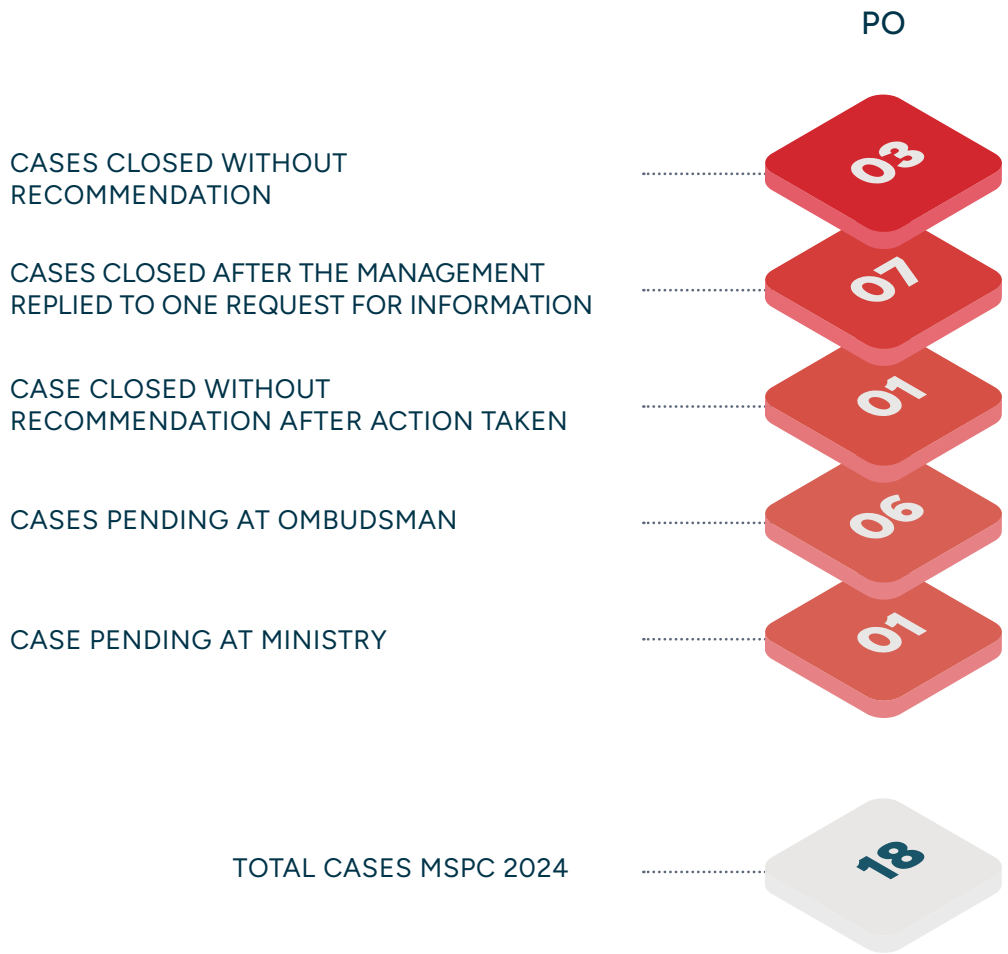 PO
CASES CLOSED WITHOUT
RECOMMENDATION
03
CASES CLOSED AFTER THE MANAGEMENT
REPLIED TO ONE REQUEST FOR INFORMATION
07
CASE CLOSED WITHOUT
RECOMMENDATION AFTER ACTION TAKEN
01
CASES PENDING AT OMBUDSMAN
06
CASE PENDING AT MINISTRY
01
TOTAL CASES MSPC 2024
18